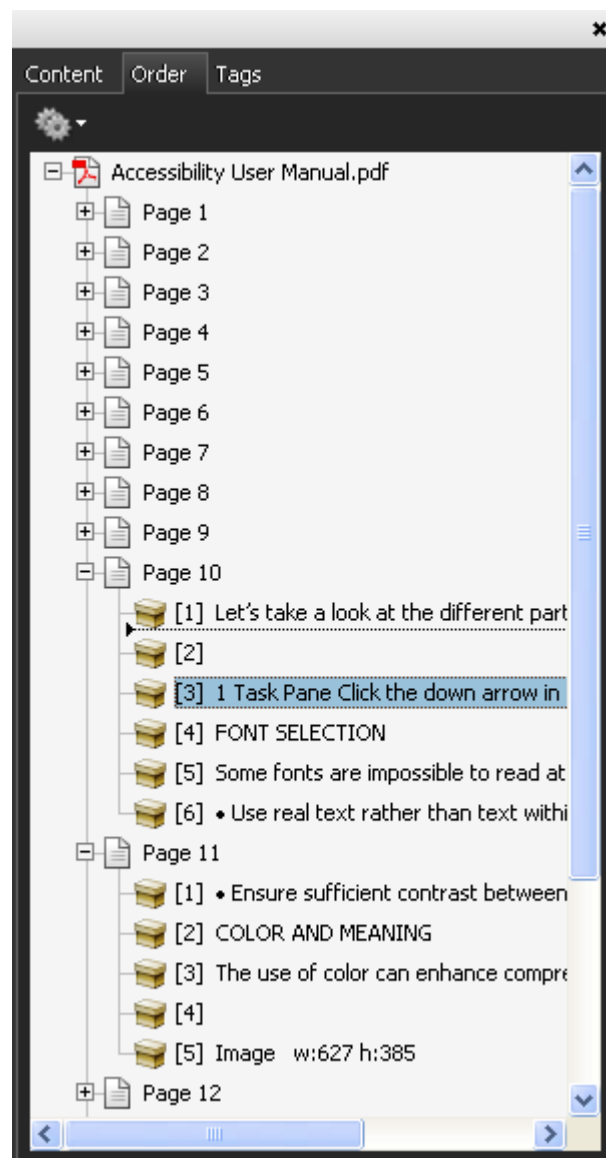 Content Order Tags
Accessibility User Manual.pdf
Page 1
Page 2
Page 3
Page 4
Page 5
Page 6
Page 7
Page 8
Page 9
Page 10
[1] Let's take a look at the different part
[2]
[3] 1 Task Pane Click the down arrow in
[4] FONT SELECTION
[5] Some fonts are impossible to read at
[6] • Use real text rather than text withi
Page 11
[1] • Ensure sufficient contrast between
[2] COLOR AND MEANING
[3] The use of color can enhance compre
[4]
[5] Image w:627 h:385
Page 12